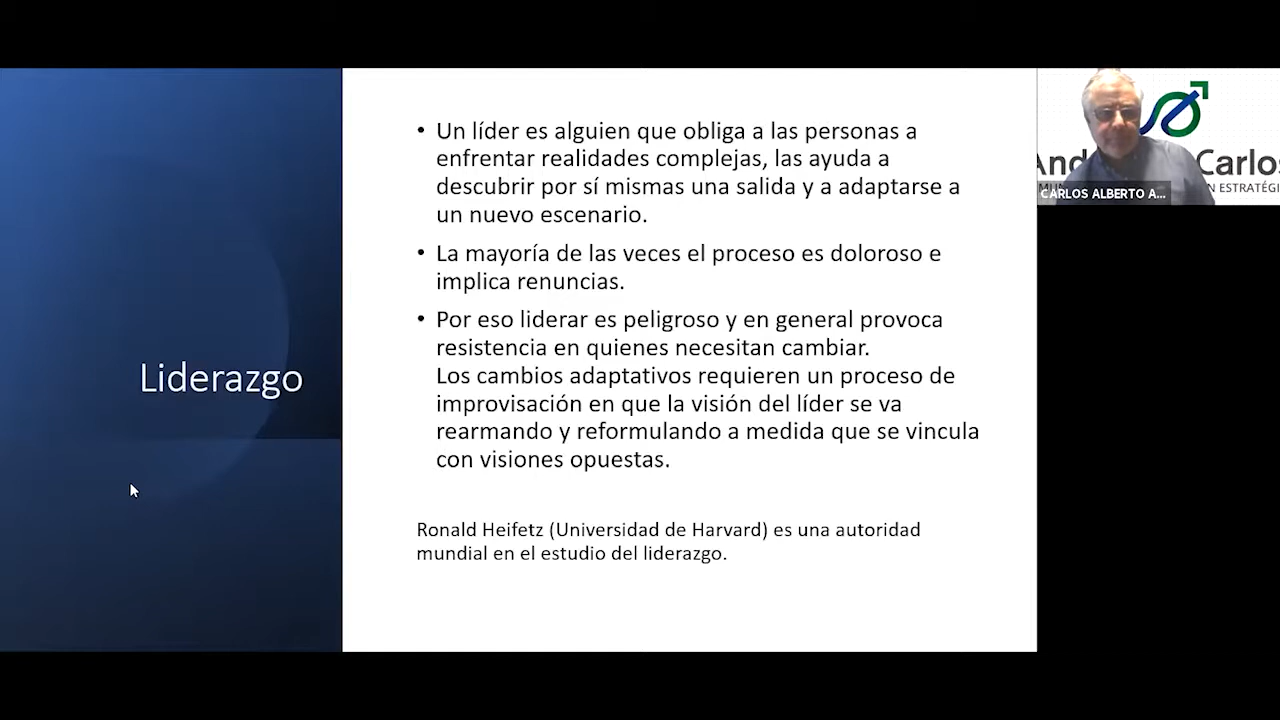 Liderazgo
• Un líder es alguien que obliga a las personas a
enfrentar realidades complejas, las ayuda a
descubrir por sí mismas una salida y a adaptarse a
un nuevo escenario.
• La mayoría de las veces el proceso es doloroso e
implica renuncias.
• Por eso liderar es peligroso y en general provoca
resistencia en quienes necesitan cambiar.
Los cambios adaptativos requieren un proceso de
improvisación en que la visión del líder se va
rearmando y reformulando a medida que se vincula
con visiones opuestas.
Ronald Heifetz (Universidad de Harvard) es una autoridad
mundial en el estudio del liderazgo.
Carlos
CARLOS ALBERTO A...